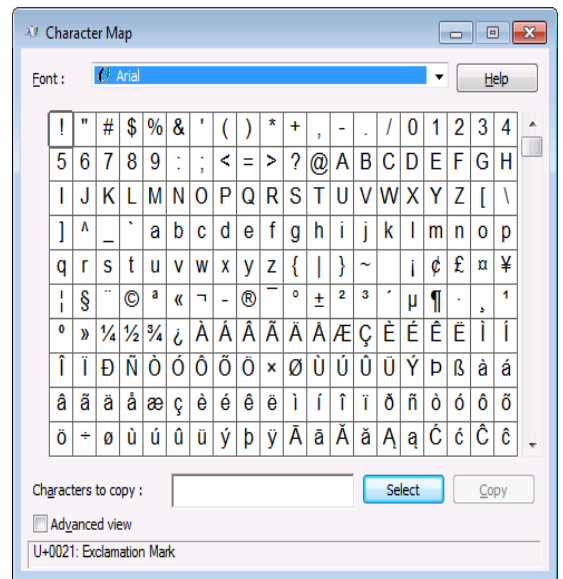 Character Map
Font : Arial Help
! " # $ % & ' ( ) * + , - . / 0 1 2 3 4
5 6 7 8 9 : ; < = > ? @ A B C D E F G H
I J K L M N O P Q R S T U V W X Y Z [ \
] ^ _ ` a b c d e f g h i j k l m n o p
q r s t u v w x y z { | } ~ ¡ ¢ £ ¤ ¥
¦ § ¨ © ª « ¬ - ® ¯ ° ± ² ³ ´ µ ¶ · ¸ ¹
º » ¼ ½ ¾ ¿ À Á Â Ã Ä Å Æ Ç È É Ê Ë Ì Í
Î Ï Ð Ñ Ò Ó Ô Õ Ö × Ø Ù Ú Û Ü Ý Þ ß à á
â ã ä å æ ç è é ê ë ì í î ï ð ñ ò ó ô õ
ö ÷ ø ù ú û ü ý þ ÿ Ā ā Ă ă Ą ą Ć ć Ĉ ĉ
Characters to copy : Select Copy
Advanced view
U+0021: Exclamation Mark